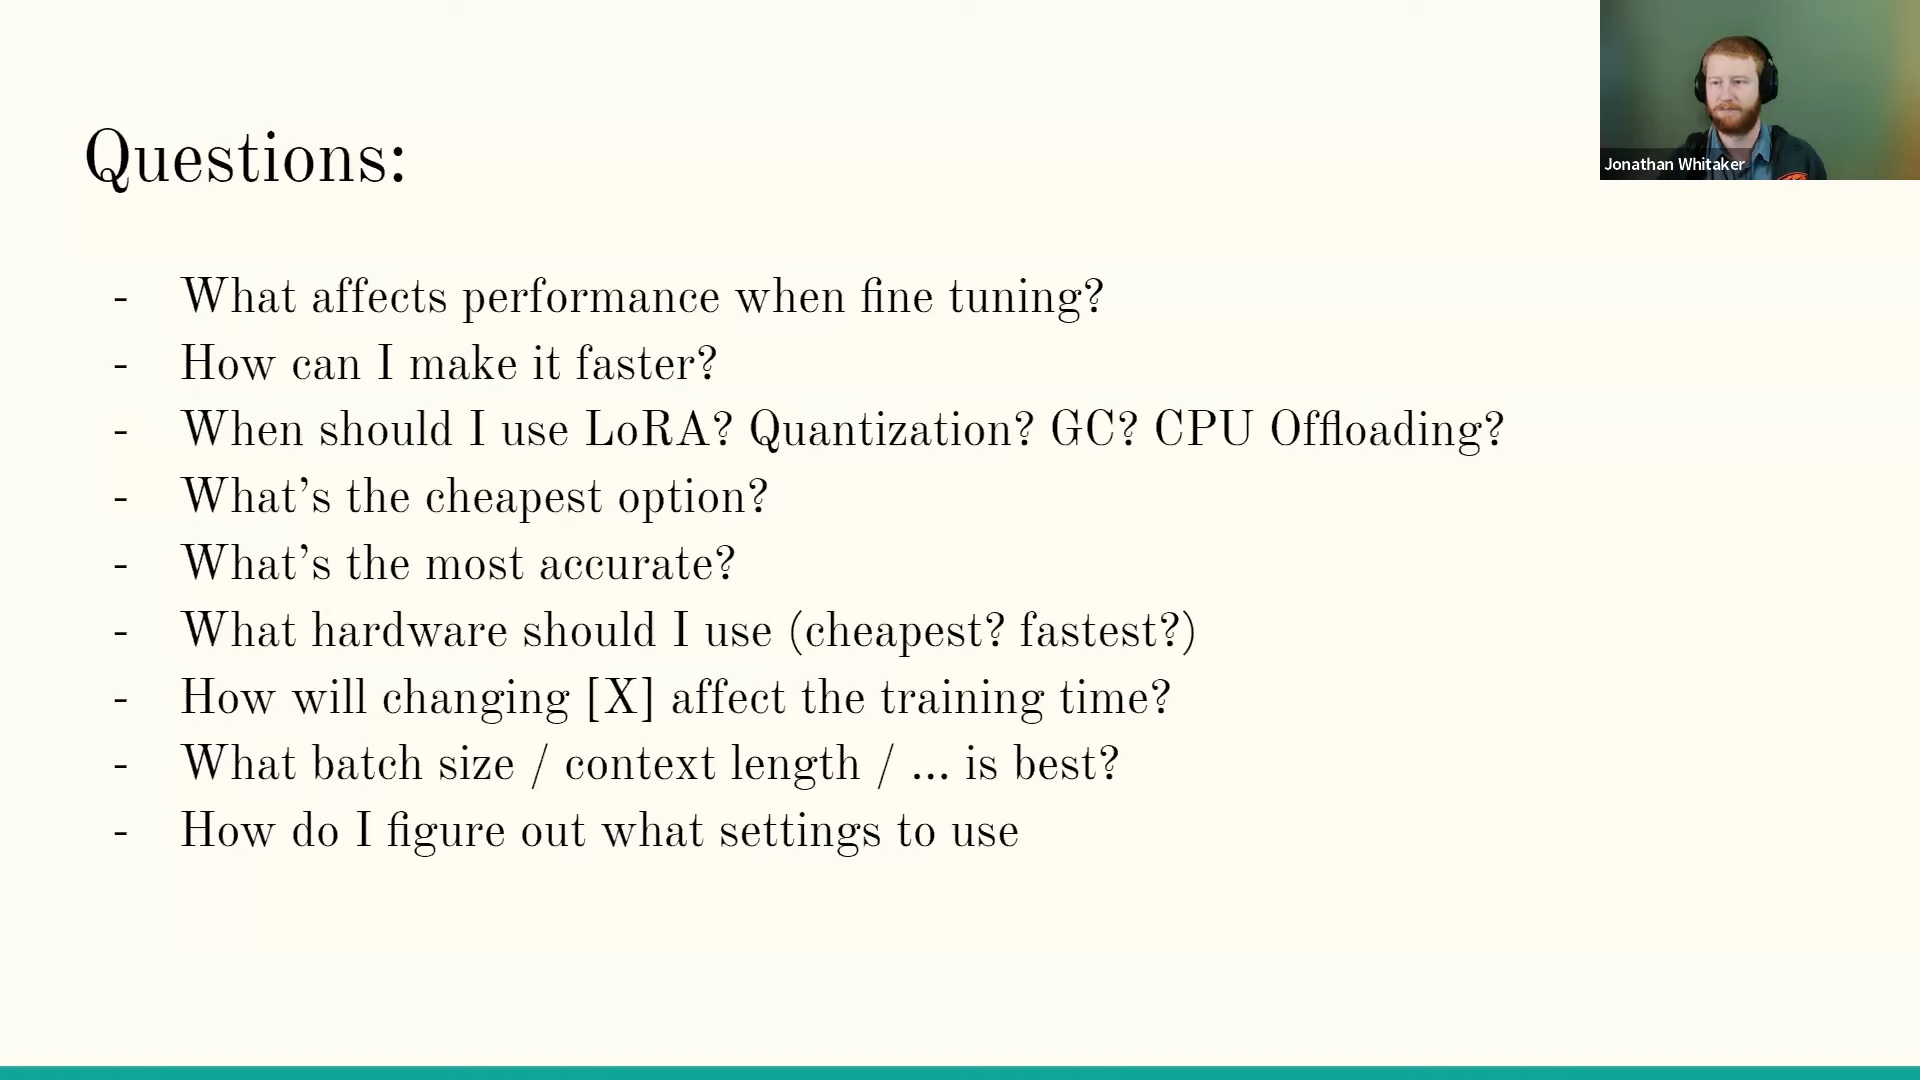 Questions:
- What affects performance when fine tuning?
- How can I make it faster?
- When should I use LoRA? Quantization? GC? CPU Offloading?
- What's the cheapest option?
- What's the most accurate?
- What hardware should I use (cheapest? fastest?)
- How will changing [X] affect the training time?
- What batch size / context length / ... is best?
- How do I figure out what settings to use
Jonathan Whitaker